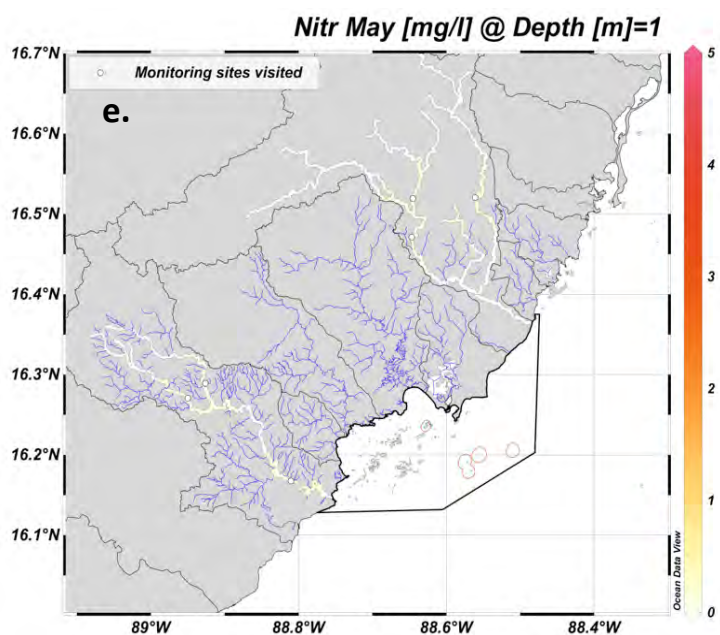 Nitr May [mg/l] @ Depth [m]=1
Monitoring sites visited
e.
16.7°N
16.6°N
16.5°N
16.4°N
16.3°N
16.2°N
16.1°N
89°W
88.8°W
88.6°W
88.4°W
5
4
3
2
1
0
Ocean Data View